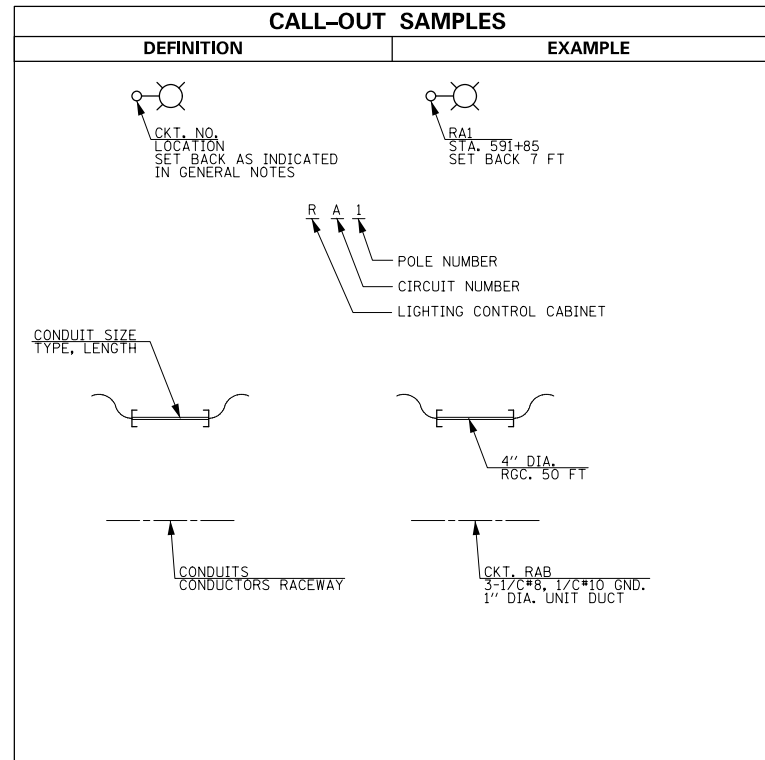 CALL–OUT SAMPLES
DEFINITION
EXAMPLE
CKT. NO.
LOCATION
SET BACK AS INDICATED
IN GENERAL NOTES
RA1
STA. 591+85
SET BACK 7 FT
R A 1
POLE NUMBER
CIRCUIT NUMBER
LIGHTING CONTROL CABINET
CONDUIT SIZE
TYPE, LENGTH
4" DIA.
RGC. 50 FT
CONDUITS
CONDUCTORS RACEWAY
CKT. RAB
3-1/C#8, 1/C#10 GND.
1" DIA. UNIT DUCT